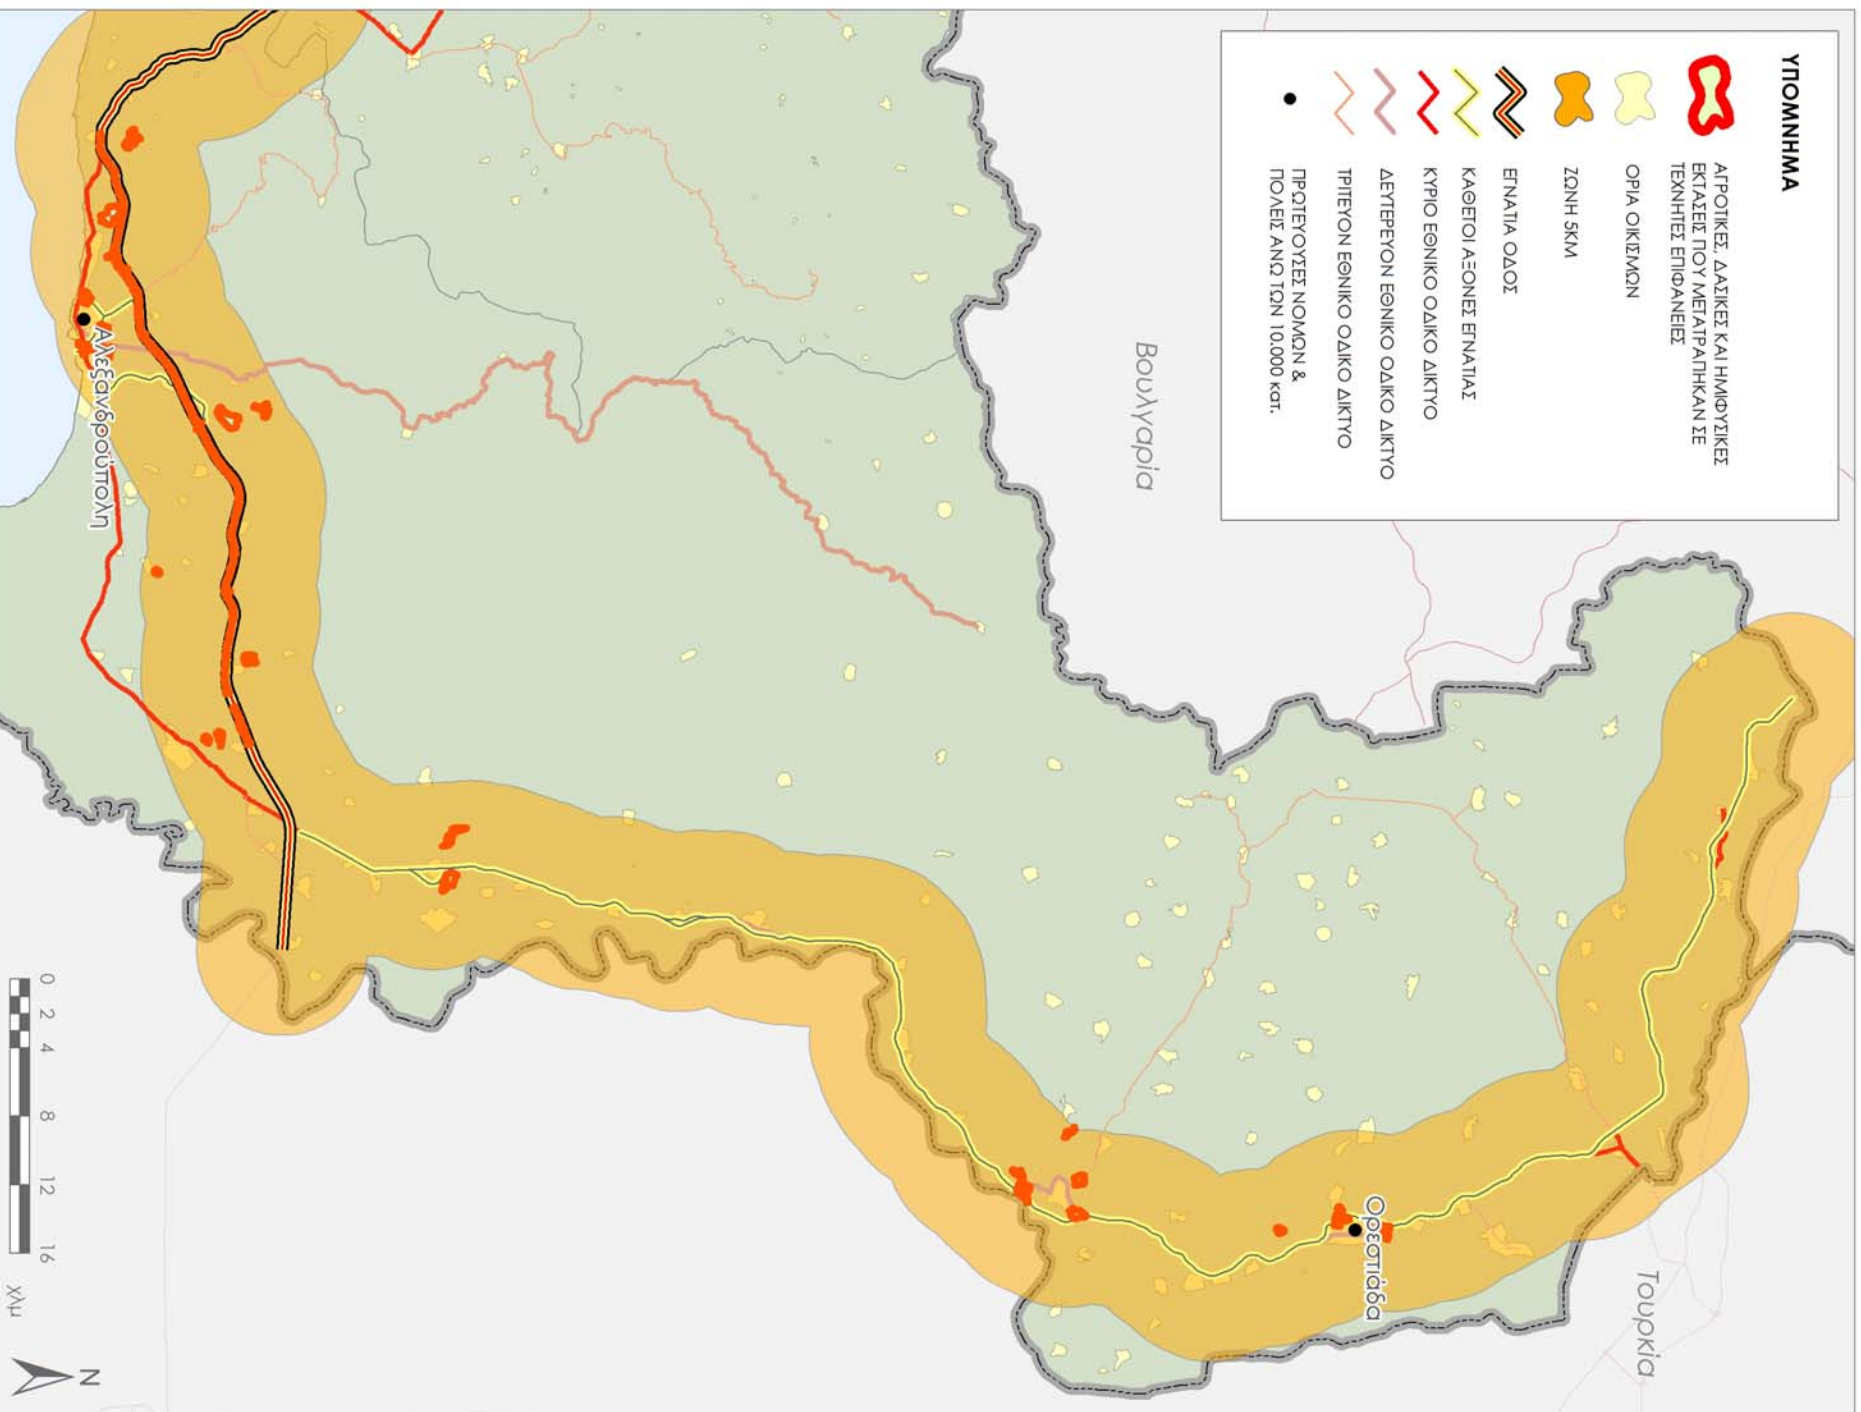 ΥΠΟΜΝΗΜΑ
ΑΓΡΟΤΙΚΕΣ, ΔΑΣΙΚΕΣ ΚΑΙ ΗΜΙΦΥΣΙΚΕΣ
ΕΚΤΑΣΕΙΣ ΠΟΥ ΜΕΤΑΤΡΑΠΗΚΑΝ ΣΕ
ΤΕΧΝΗΤΕΣ ΕΠΙΦΑΝΕΙΕΣ
ΟΡΙΑ ΟΙΚΙΣΜΩΝ
ΖΩΝΗ 5ΚΜ
ΕΓΝΑΤΙΑ ΟΔΟΣ
ΚΑΘΕΤΟΙ ΑΞΟΝΕΣ ΕΓΝΑΤΙΑΣ
ΚΥΡΙΟ ΕΘΝΙΚΟ ΟΔΙΚΟ ΔΙΚΤΥΟ
ΔΕΥΤΕΡΕΥΟΝ ΕΘΝΙΚΟ ΟΔΙΚΟ ΔΙΚΤΥΟ
ΤΡΙΤΕΥΟΝ ΕΘΝΙΚΟ ΟΔΙΚΟ ΔΙΚΤΥΟ
ΠΡΩΤΕΥΟΥΣΕΣ ΝΟΜΩΝ &
ΠΟΛΕΙΣ ΑΝΩ ΤΩΝ 10.000 κατ.
Βουλγαρία
Τουρκία
Ορεστιάδα
Αλεξανδρούπολη
N
0 2 4 8 12 16
χλμ